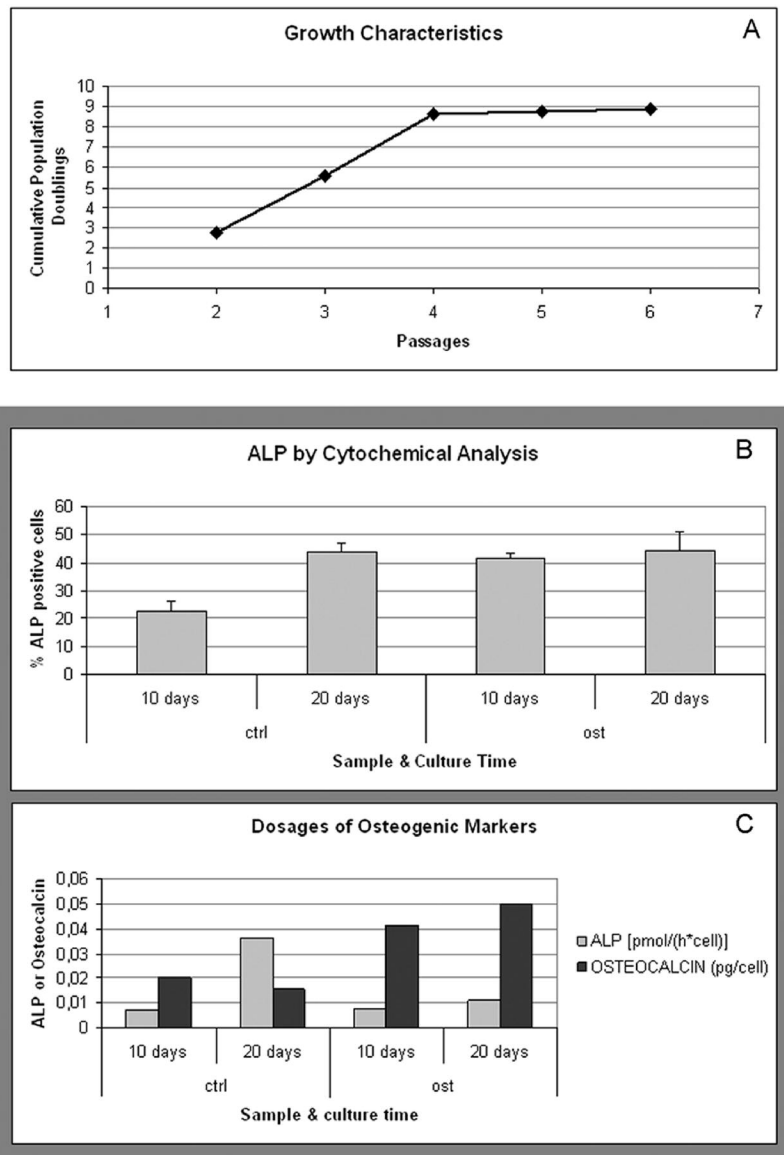 Growth Characteristics
A
Cumulative Population
Doublings
10
9
8
7
6
5
4
3
2
1
0
1 2 3 4 5 6 7
Passages
ALP by Cytochemical Analysis
B
% ALP positive cells
60
50
40
30
20
10
0
10 days 20 days 10 days 20 days
ctrl ost
Sample & Culture Time
Dosages of Osteogenic Markers
C
ALP or Osteocalcin
0,06
0,05
0,04
0,03
0,02
0,01
0
ALP [pmol/(h*cell)]
OSTEOCALCIN (pg/cell)
10 days 20 days 10 days 20 days
ctrl ost
Sample & culture time